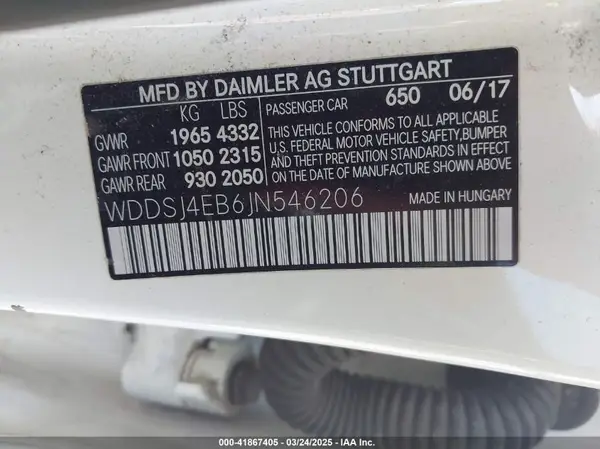 MFD BY DAIMLER AG STUTTGART
KG LBS PASSENGER CAR 650 06/17
GVWR 1965 4332
GAWR FRONT 1050 2315
GAWR REAR 930 2050
THIS VEHICLE CONFORMS TO ALL APPLICABLE
U.S. FEDERAL MOTOR VEHICLE SAFETY,BUMPER
AND THEFT PREVENTION STANDARDS IN EFFECT
ON THE DATE OF MANUFACTURE SHOWN ABOVE
WDDSJ4EB6JN546206 MADE IN HUNGARY
000-41867405 - 03/24/2025 - IAA Inc.